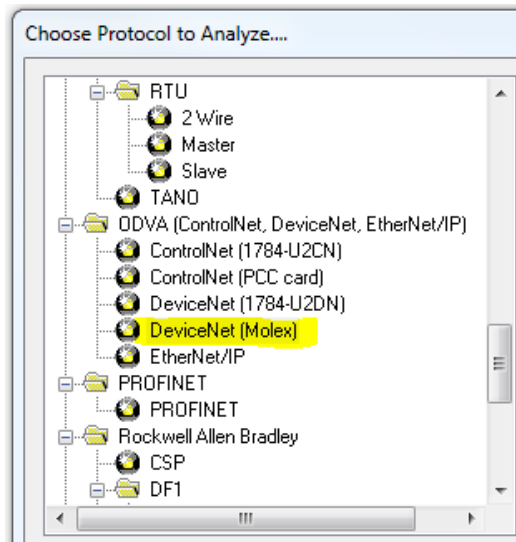 Choose Protocol to Analyze....
RTU
2 Wire
Master
Slave
TANO
ODVA (ControlNet, DeviceNet, EtherNet/IP)
ControlNet (1784-U2CN)
ControlNet (PCC card)
DeviceNet (1784-U2DN)
DeviceNet (Molex)
EtherNet/IP
PROFINET
PROFINET
Rockwell Allen Bradley
CSP
DF1